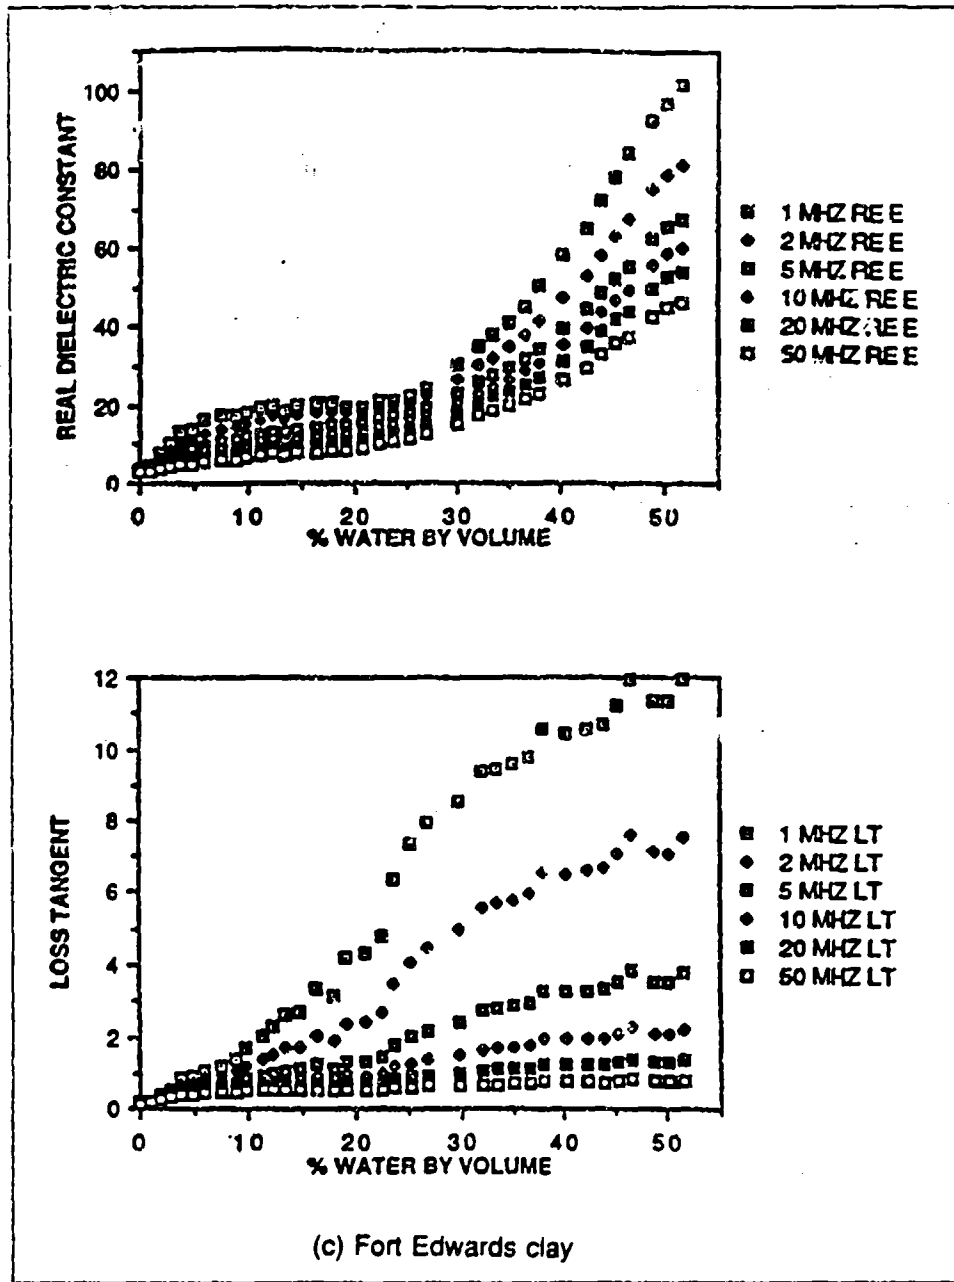 REAL DIELECTRIC CONSTANT
100
80
60
40
20
0
0 10 20 30 40 50
% WATER BY VOLUME
1 MHZ RE E
2 MHZ RE E
5 MHZ RE E
10 MHZ RE E
20 MHZ RE E
50 MHZ RE E
LOSS TANGENT
12
10
8
6
4
2
0
0 10 20 30 40 50
% WATER BY VOLUME
1 MHZ LT
2 MHZ LT
5 MHZ LT
10 MHZ LT
20 MHZ LT
50 MHZ LT
(c) Fort Edwards clay